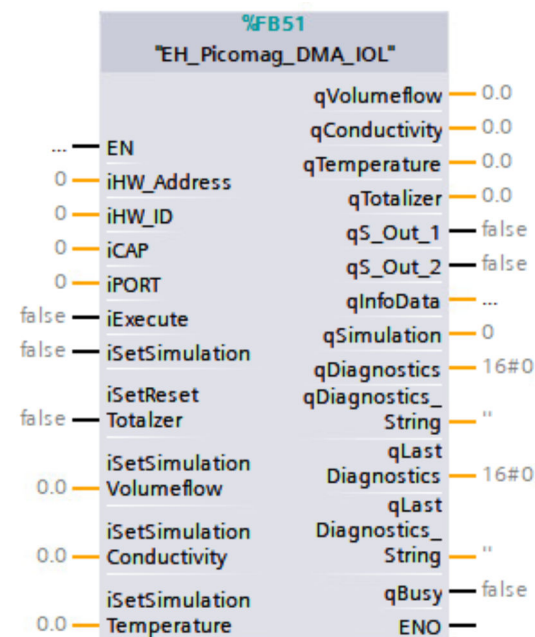 %FB51
"EH_Picomag_DMA_IOL"
qVolumeflow 0.0
qConductivity 0.0
... EN
qTemperature 0.0
0 iHW_Address
qTotalizer 0.0
0 iHW_ID
qS_Out_1 false
0 iCAP
qS_Out_2 false
0 iPORT
qInfoData ...
false iExecute
qSimulation 0
false iSetSimulation
qDiagnostics 16#0
iSetReset
qDiagnostics_
false Totalzer
String ''
qLast
iSetSimulation
Diagnostics 16#0
0.0 Volumeflow
qLast
iSetSimulation
Diagnostics_
0.0 Conductivity
String ''
iSetSimulation
qBusy false
0.0 Temperature
ENO